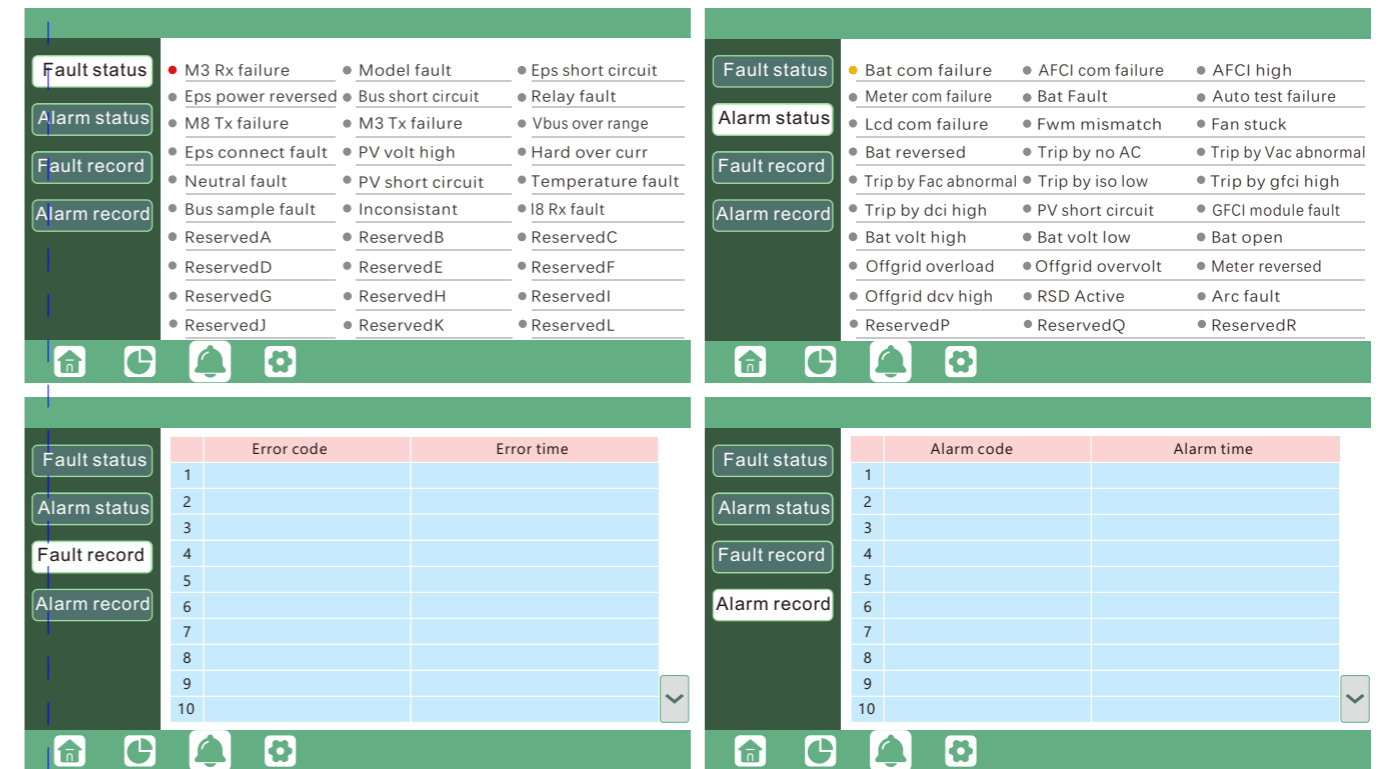 Fault status
Alarm status
Fault record
Alarm record
M3 Rx failure Model fault Eps short circuit
Eps power reversed Bus short circuit Relay fault
M8 Tx failure M3 Tx failure Vbus over range
Eps connect fault PV volt high Hard over curr
Neutral fault PV short circuit Temperature fault
Bus sample fault Inconsistant I8 Rx fault
ReservedA ReservedB ReservedC
ReservedD ReservedE ReservedF
ReservedG ReservedH ReservedI
ReservedJ ReservedK ReservedL
Fault status
Alarm status
Fault record
Alarm record
Bat com failure AFCI com failure AFCI high
Meter com failure Bat Fault Auto test failure
Lcd com failure Fwm mismatch Fan stuck
Bat reversed Trip by no AC Trip by Vac abnormal
Trip by Fac abnormal Trip by iso low Trip by gfci high
Trip by dci high PV short circuit GFCI module fault
Bat volt high Bat volt low Bat open
Offgrid overload Offgrid overvolt Meter reversed
Offgrid dcv high RSD Active Arc fault
ReservedP ReservedQ ReservedR
Fault status
Alarm status
Fault record
Alarm record
Error code Error time
1
2
3
4
5
6
7
8
9
10
Fault status
Alarm status
Fault record
Alarm record
Alarm code Alarm time
1
2
3
4
5
6
7
8
9
10